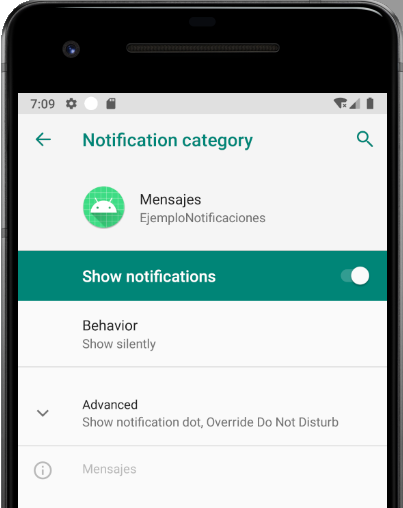 7:09
Notification category
Mensajes
EjemploNotificaciones
Show notifications
Behavior
Show silently
Advanced
Show notification dot, Override Do Not Disturb
Mensajes